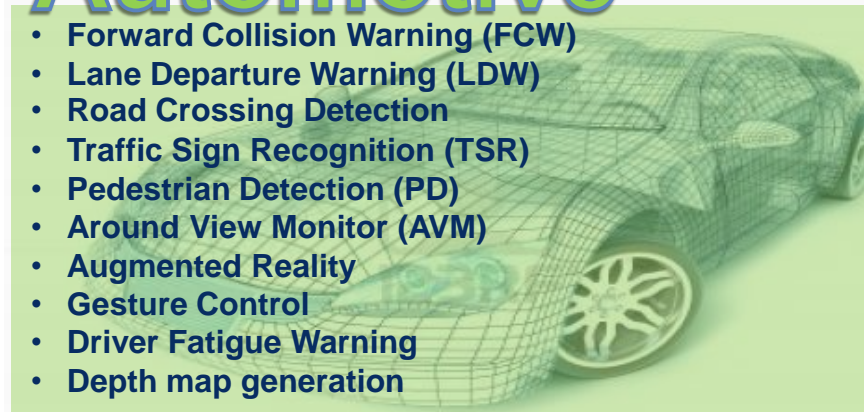 Automotive
• Forward Collision Warning (FCW)
• Lane Departure Warning (LDW)
• Road Crossing Detection
• Traffic Sign Recognition (TSR)
• Pedestrian Detection (PD)
• Around View Monitor (AVM)
• Augmented Reality
• Gesture Control
• Driver Fatigue Warning
• Depth map generation